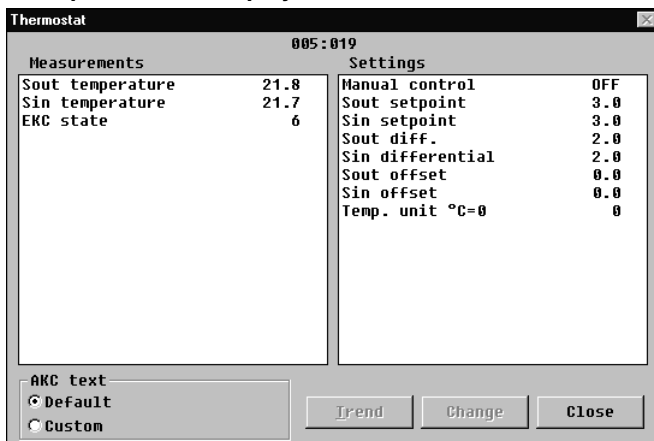 Thermostat
005:019
Measurements
Sout temperature 21.8
Sin temperature 21.7
EKC state 6
Settings
Manual control OFF
Sout setpoint 3.0
Sin setpoint 3.0
Sout diff. 2.0
Sin differential 2.0
Sout offset 0.0
Sin offset 0.0
Temp. unit °C=0 0
AKC text
Default
Custom
Trend
Change
Close